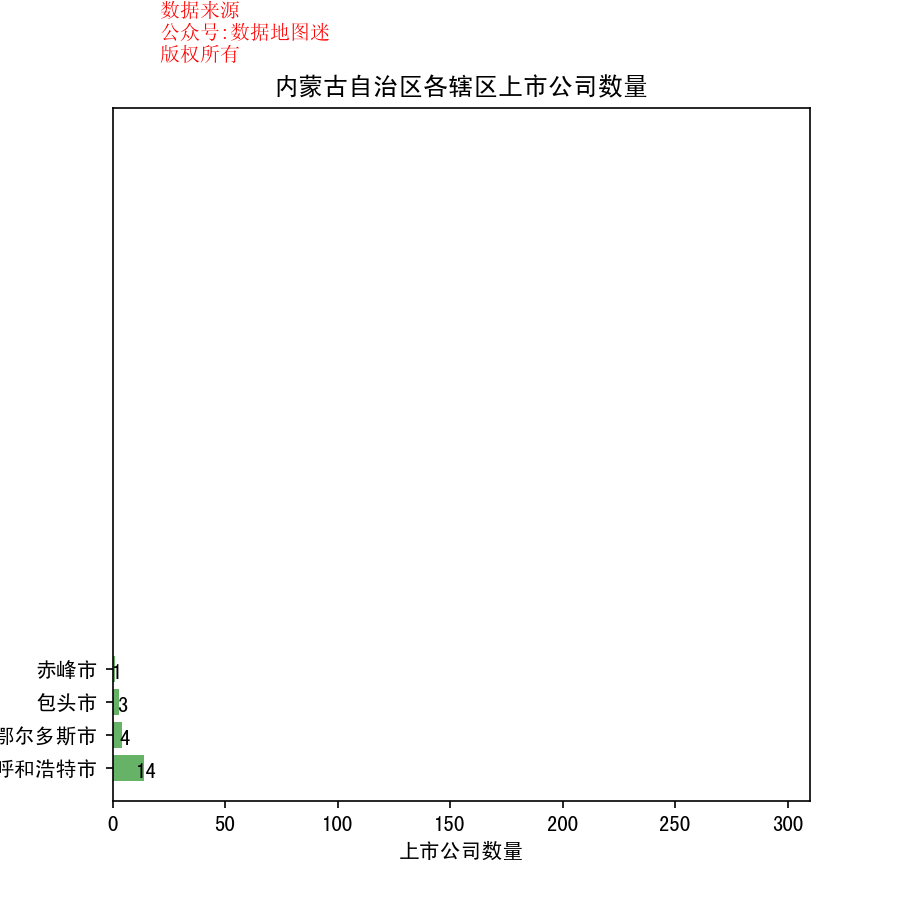 数据来源
公众号:数据地图迷
版权所有
内蒙古自治区各辖区上市公司数量
赤峰市 1
包头市 3
鄂尔多斯市 4
呼和浩特市 14
0 50 100 150 200 250 300
上市公司数量